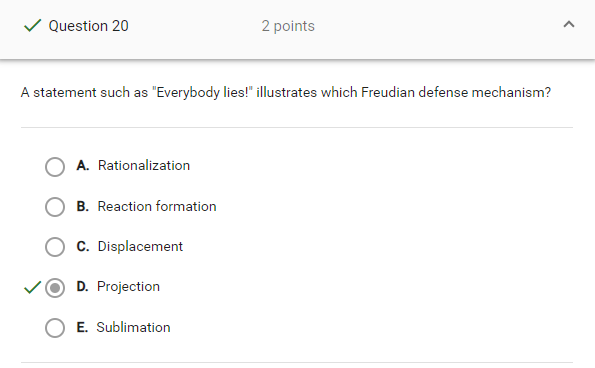 Question 20 2 points
A statement such as "Everybody lies!" illustrates which Freudian defense mechanism?
A. Rationalization
B. Reaction formation
C. Displacement
D. Projection
E. Sublimation